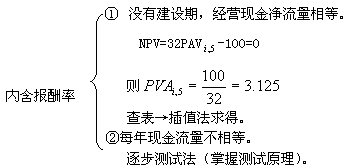 ① 没有建设期，经营现金净流量相等。
NPV=32PAV i,5 -100=0
则 PVA i,5 = 100/32 = 3.125
查表→插值法求得。
内含报酬率
②每年现金流量不相等。
逐步测试法（掌握测试原理）。